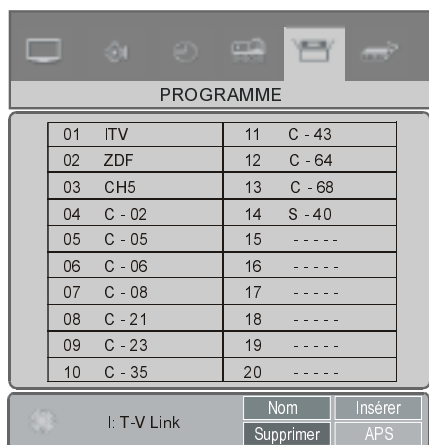 PROGRAMME
01 ITV 11 C - 43
02 ZDF 12 C - 64
03 CH5 13 C - 68
04 C - 02 14 S - 40
05 C - 05 15 - - - - -
06 C - 06 16 - - - - -
07 C - 08 17 - - - - -
08 C - 21 18 - - - - -
09 C - 23 19 - - - - -
10 C - 35 20 - - - - -
I: T-V Link
Nom Insérer
Supprimer APS